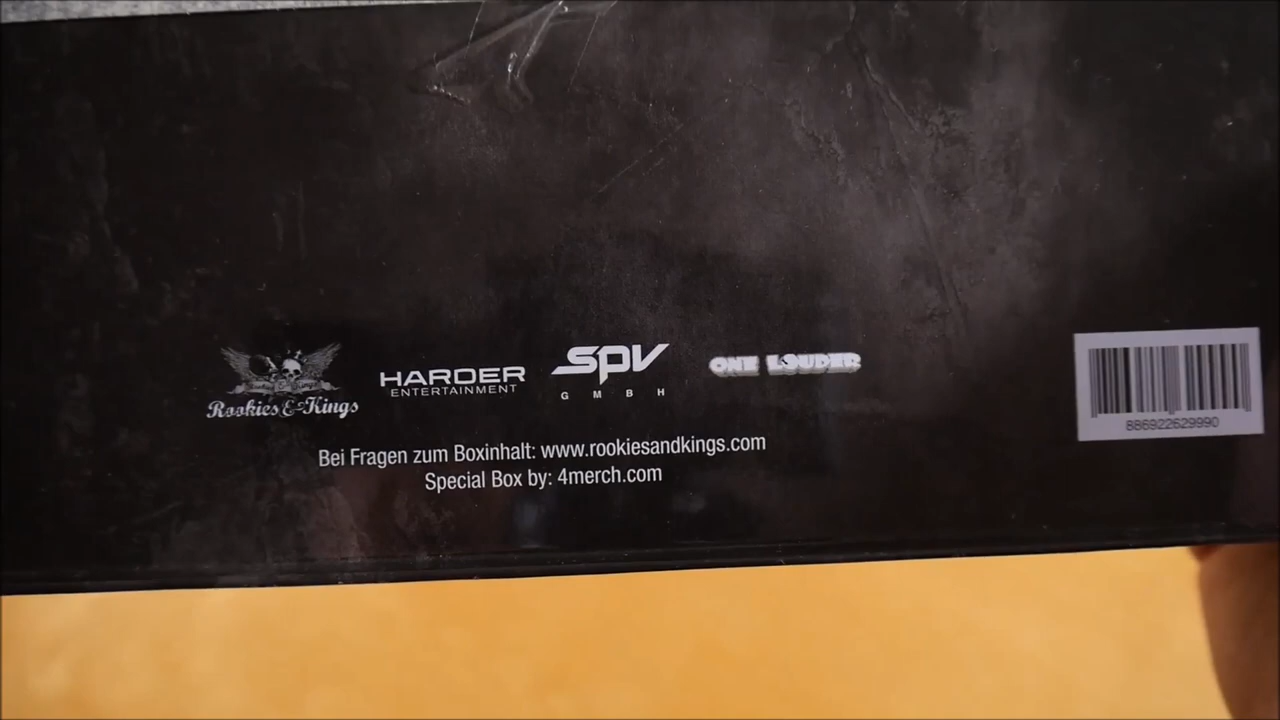 Rookies & Kings
HARDER
ENTERTAINMENT
SPV
GMBH
ONE LOUDER
Bei Fragen zum Boxinhalt: www.rookiesandkings.com
Special Box by: 4merch.com
886922629990